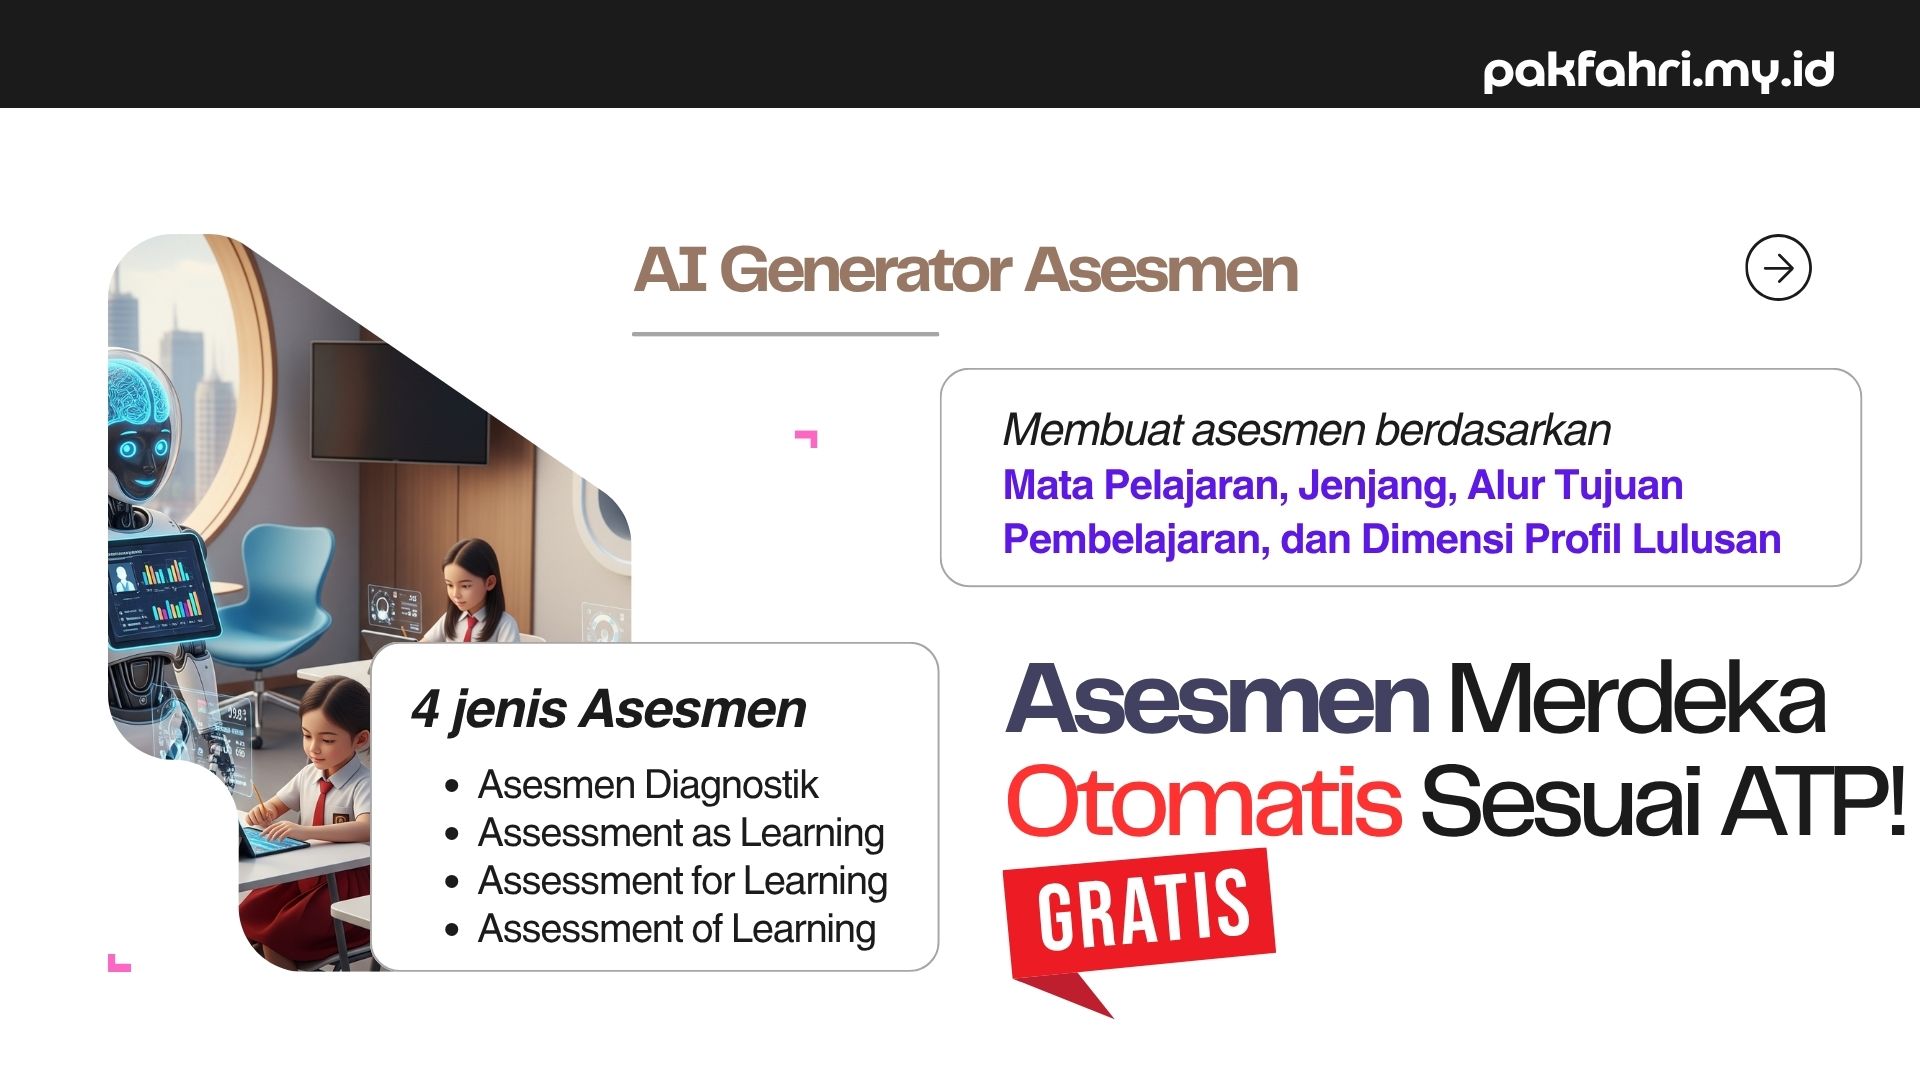 pakfahri.my.id
AI Generator Asesmen
Membuat asesmen berdasarkan
Mata Pelajaran, Jenjang, Alur Tujuan
Pembelajaran, dan Dimensi Profil Lulusan
4 jenis Asesmen
• Asesmen Diagnostik
• Assessment as Learning
• Assessment for Learning
• Assessment of Learning
Asesmen Merdeka
Otomatis Sesuai ATP!
GRATIS